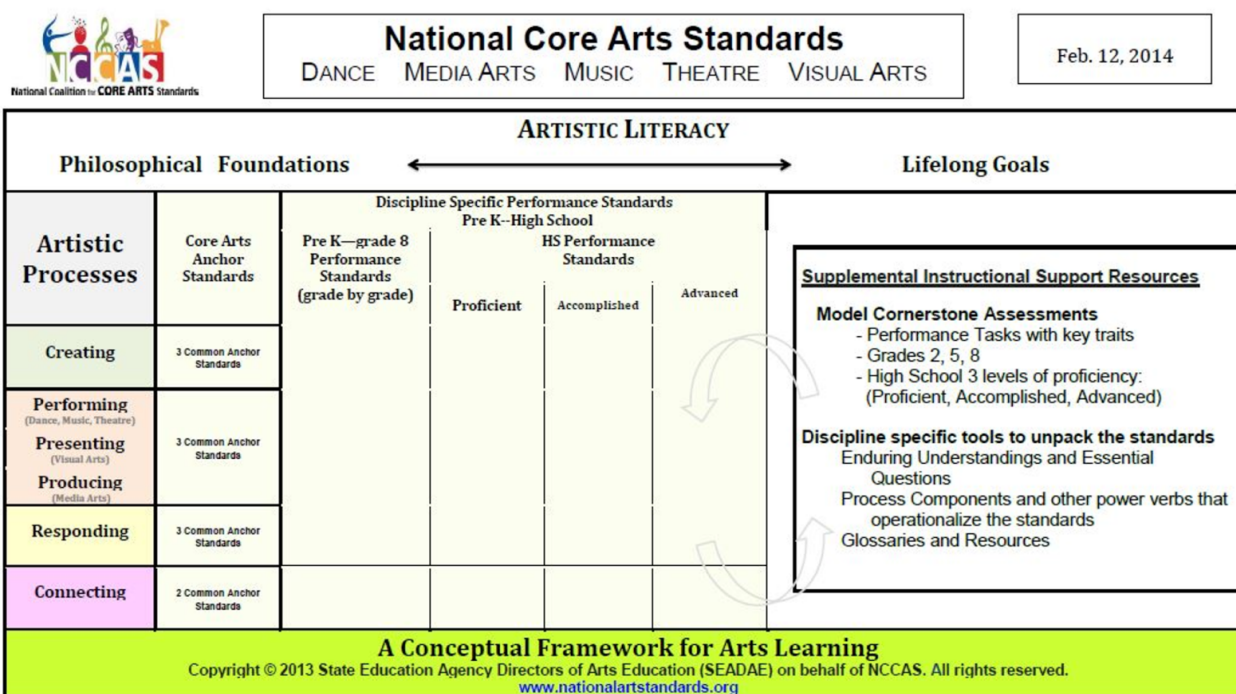 NCCAS
National Coalition for CORE ARTS Standards
National Core Arts Standards
DANCE MEDIA ARTS MUSIC THEATRE VISUAL ARTS
Feb. 12, 2014
ARTISTIC LITERACY
Philosophical Foundations
Lifelong Goals
Artistic
Processes
Core Arts
Anchor
Standards
Discipline Specific Performance Standards
Pre K--High School
Pre K—grade 8
Performance
Standards
(grade by grade)
HS Performance
Standards
Proficient
Accomplished
Advanced
Creating
3 Common Anchor
Standards
Performing
(Dance, Music, Theatre)
Presenting
(Visual Arts)
Producing
(Media Arts)
3 Common Anchor
Standards
Responding
3 Common Anchor
Standards
Connecting
2 Common Anchor
Standards
Supplemental Instructional Support Resources
Model Cornerstone Assessments
- Performance Tasks with key traits
- Grades 2, 5, 8
- High School 3 levels of proficiency:
(Proficient, Accomplished, Advanced)
Discipline specific tools to unpack the standards
Enduring Understandings and Essential
Questions
Process Components and other power verbs that
operationalize the standards
Glossaries and Resources
A Conceptual Framework for Arts Learning
Copyright © 2013 State Education Agency Directors of Arts Education (SEADAE) on behalf of NCCAS. All rights reserved.
www.nationalartstandards.org